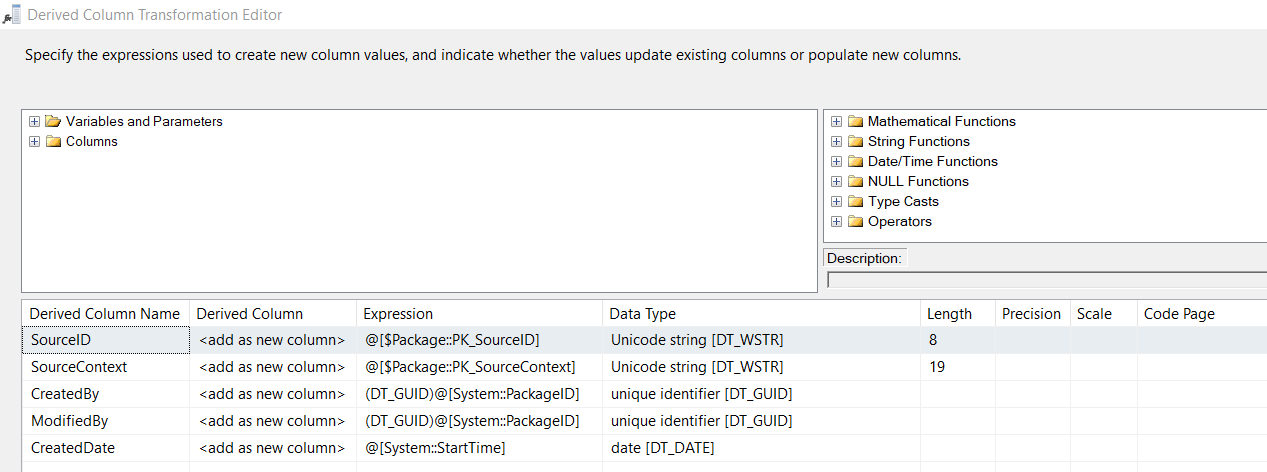 Derived Column Transformation Editor
Specify the expressions used to create new column values, and indicate whether the values update existing columns or populate new columns.
Variables and Parameters
Columns
Mathematical Functions
String Functions
Date/Time Functions
NULL Functions
Type Casts
Operators
Description:
Derived Column Name Derived Column Expression Data Type Length Precision Scale Code Page
SourceID <add as new column> @[$Package::PK_SourceID] Unicode string [DT_WSTR] 8
SourceContext <add as new column> @[$Package::PK_SourceContext] Unicode string [DT_WSTR] 19
CreatedBy <add as new column> (DT_GUID)@[System::PackageID] unique identifier [DT_GUID]
ModifiedBy <add as new column> (DT_GUID)@[System::PackageID] unique identifier [DT_GUID]
CreatedDate <add as new column> @[System::StartTime] date [DT_DATE]